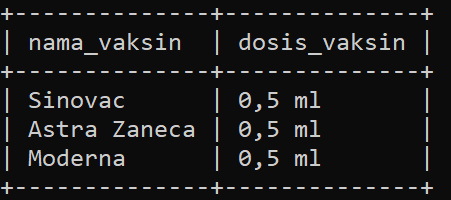 +--------------+--------------+
| nama_vaksin  | dosis_vaksin |
+--------------+--------------+
| Sinovac      | 0,5 ml       |
| Astra Zaneca | 0,5 ml       |
| Moderna      | 0,5 ml       |
+--------------+--------------+